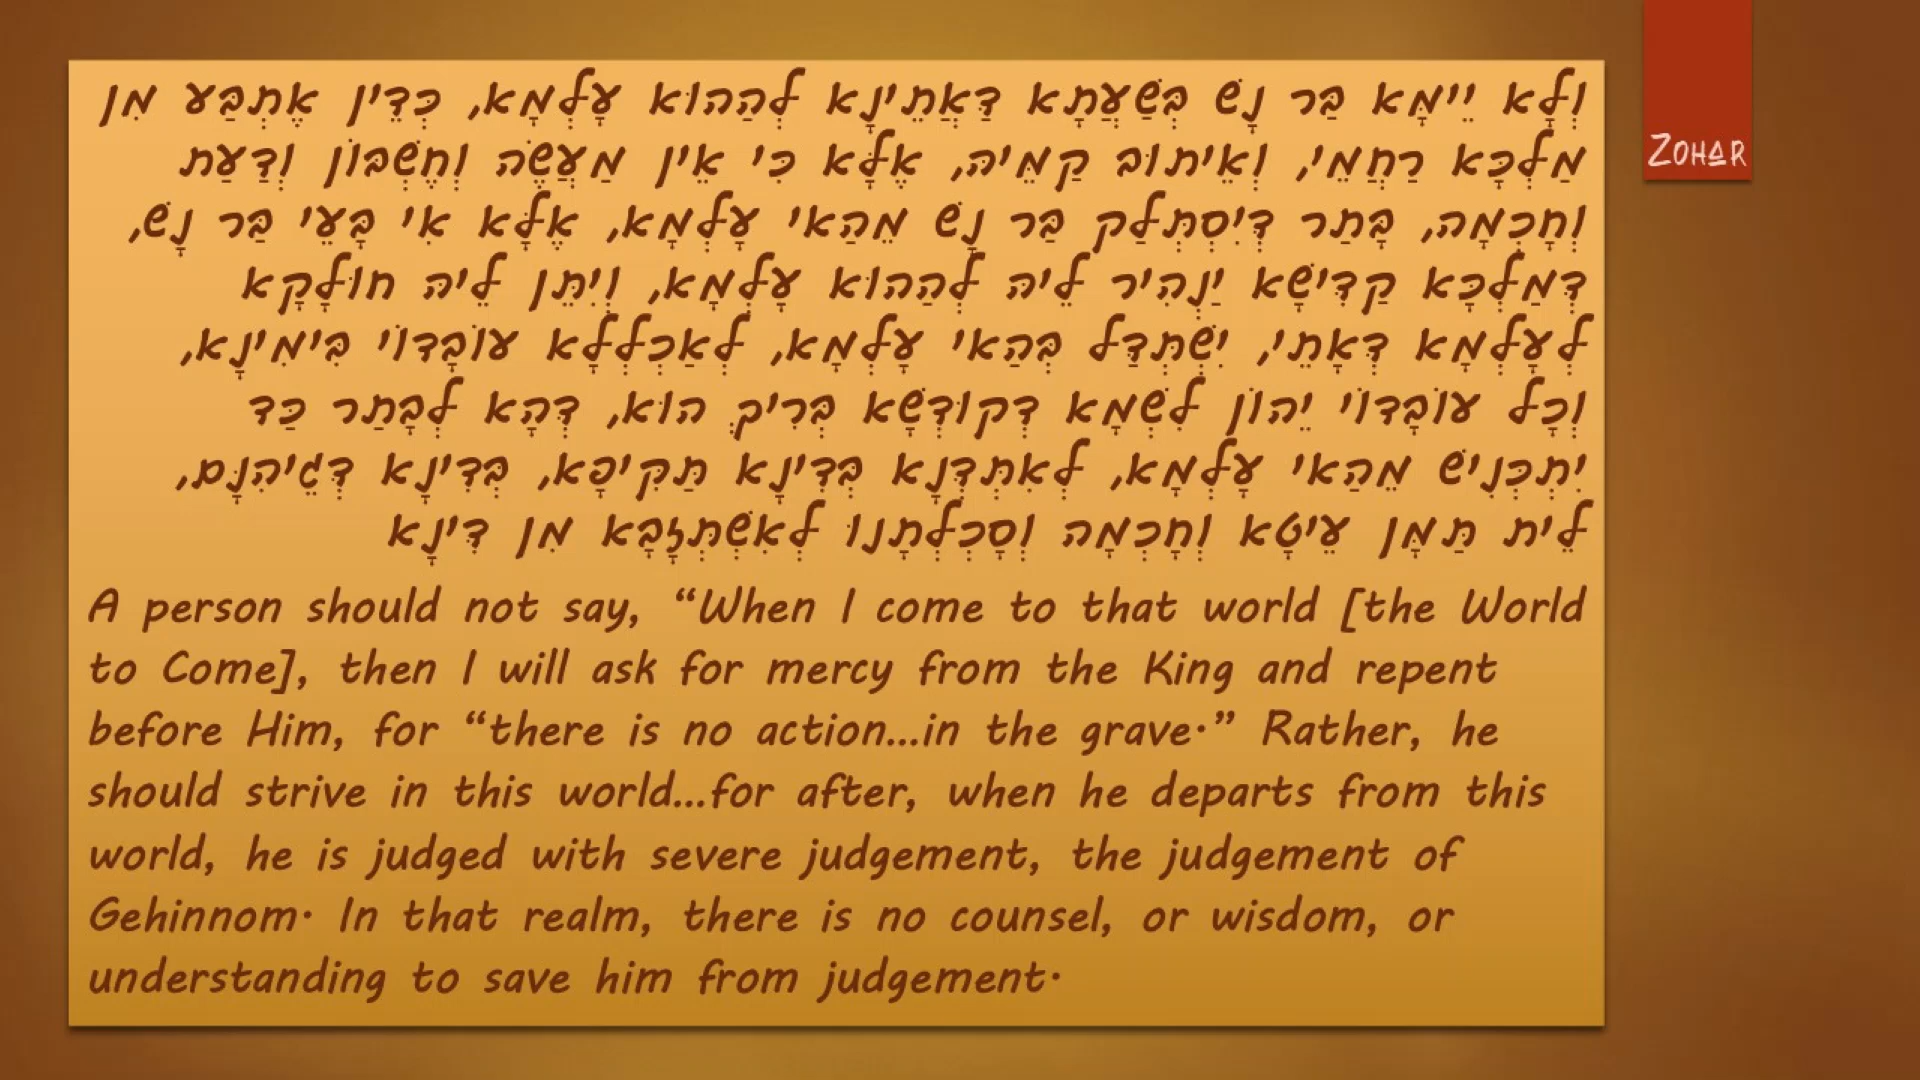 וְלָא יֵימָא בַּר נָשׁ בְּשַׁעֲתָא דַּאֲתֵינָא לְהַהוּא עָלְמָא, כְּדֵין אֶתְבַּע מִן
מַלְכָּא רַחֲמֵי, וְאֵיתוּב קַמֵּיהּ, אֶלָּא כִּי אֵין מַעֲשֶׂה וְחֶשְׁבּוֹן וְדַעַת
וְחָכְמָה, בָּתַר דְּיִסְתְּלַק בַּר נָשׁ מֵהַאי עָלְמָא, אֶלָּא אִי בָּעֵי בַּר נָשׁ,
דְּמַלְכָּא קַדִּישָׁא יַנְהִיר לֵיהּ לְהַהוּא עָלְמָא, וְיִתֵּן לֵיהּ חוּלָקָא
לְעָלְמָא דְּאָתֵי, יִשְׁתְּדַּל בְּהַאי עָלְמָא, לְאַכְלְלָא עוֹבָדוֹי בִּימִינָא,
וְכָל עוֹבָדוֹי יֵהוֹן לִשְׁמָא דְּקוּדְשָׁא בְּרִיךְ הוּא, דְּהָא לְבָתַר כַּד
יִתְכְּנִישׁ מֵהַאי עָלְמָא, לְאִתְדְּנָא בְּדִינָא תַּקִּיפָא, בְּדִינָא דְּגֵיהִנָּם,
לֵית תַּמָּן עֵיטָא וְחָכְמָה וְסָכְלְתָנוּ לְאִשְׁתְּזָבָא מִן דִּינָא
A person should not say, “When I come to that world [the World
to Come], then I will ask for mercy from the King and repent
before Him, for “there is no action...in the grave.” Rather, he
should strive in this world...for after, when he departs from this
world, he is judged with severe judgement, the judgement of
Gehinnom. In that realm, there is no counsel, or wisdom, or
understanding to save him from judgement.
ZOHAR